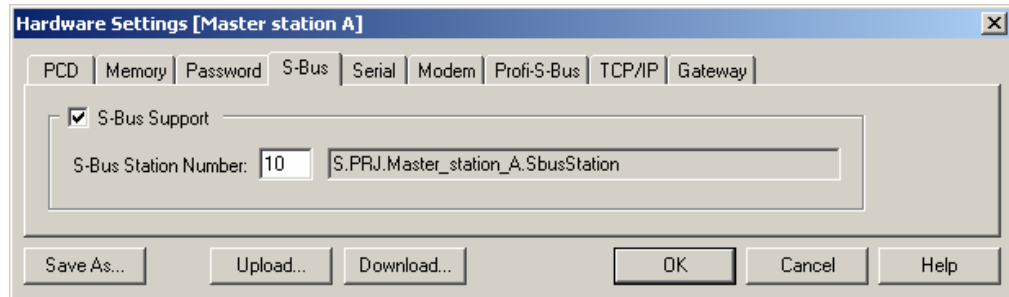 Hardware Settings [Master station A]
PCD Memory Password S-Bus Serial Modem Profi-S-Bus TCP/IP Gateway
S-Bus Support
S-Bus Station Number: 10 S.PRJ.Master_station_A.SbusStation
Save As... Upload... Download... OK Cancel Help